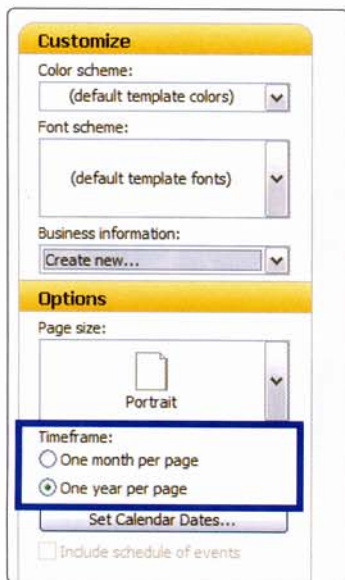 Customize
Color scheme:
(default template colors)
Font scheme:
(default template fonts)
Business information:
Create new...
Options
Page size:
Portrait
Timeframe:
One month per page
One year per page
Set Calendar Dates...
Include schedule of events